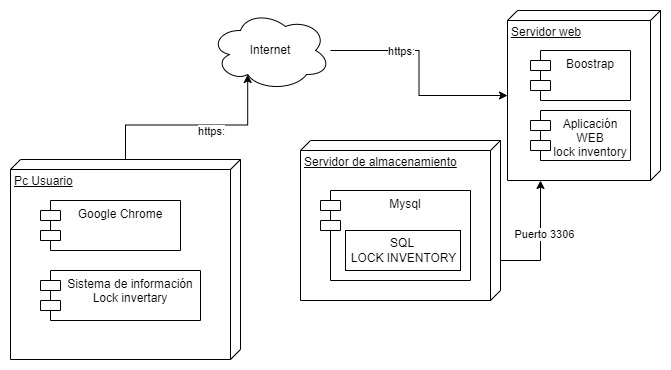 Internet
https:
https:
Servidor web
Boostrap
Aplicación
WEB
lock inventory
Servidor de almacenamiento
Mysql
SQL
LOCK INVENTORY
Puerto 3306
Pc Usuario
Google Chrome
Sistema de información
Lock invertary